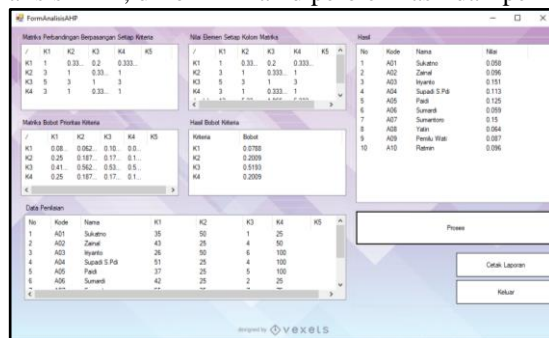 FormAnalisisAHP
Matriks Perbandingan Berpasangan Setiap Kriteria
/ K1 K2 K3 K4 K5
K1 1 0.33... 0.2 0.333...
K2 3 1 0.33... 1
K3 5 3 1 3
K4 3 1 0.33... 1
Nilai Elemen Setiap Kolom Matriks
/ K1 K2 K3 K4 K5
K1 1 0.333... 0.2 0.333...
K2 3 1 0.333... 1
K3 5 3 1 3
K4 3 1 0.333... 1
Hasil
No Kode Nama Nilai
1 A01 Sukatno 0.058
2 A02 Zainal 0.096
3 A03 Iryanto 0.151
4 A04 Supadi S.Pdi 0.113
5 A05 Paidi 0.125
6 A06 Sumardi 0.059
7 A07 Sumantoro 0.15
8 A08 Yatin 0.064
9 A09 Pemilu Wati 0.087
10 A10 Ratmin 0.096
Matriks Bobot Prioritas Kriteria
/ K1 K2 K3 K4 K5
K1 0.08... 0.062... 0.10... 0.0...
K2 0.25 0.187... 0.17... 0.1...
K3 0.41... 0.562... 0.53... 0.5...
K4 0.25 0.187... 0.17... 0.1...
Hasil Bobot Kriteria
Kriteria Bobot
K1 0.0788
K2 0.2009
K3 0.5193
K4 0.2009
Data Penilaian
No Kode Nama K1 K2 K3 K4 K5
1 A01 Sukatno 35 50 1 25
2 A02 Zainal 43 25 4 50
3 A03 Iryanto 26 50 6 100
4 A04 Supadi S.Pdi 51 25 4 100
5 A05 Paidi 37 25 5 100
6 A06 Sumardi 42 25 2 25
Proses
Cetak Laporan
Keluar
designed by vexels